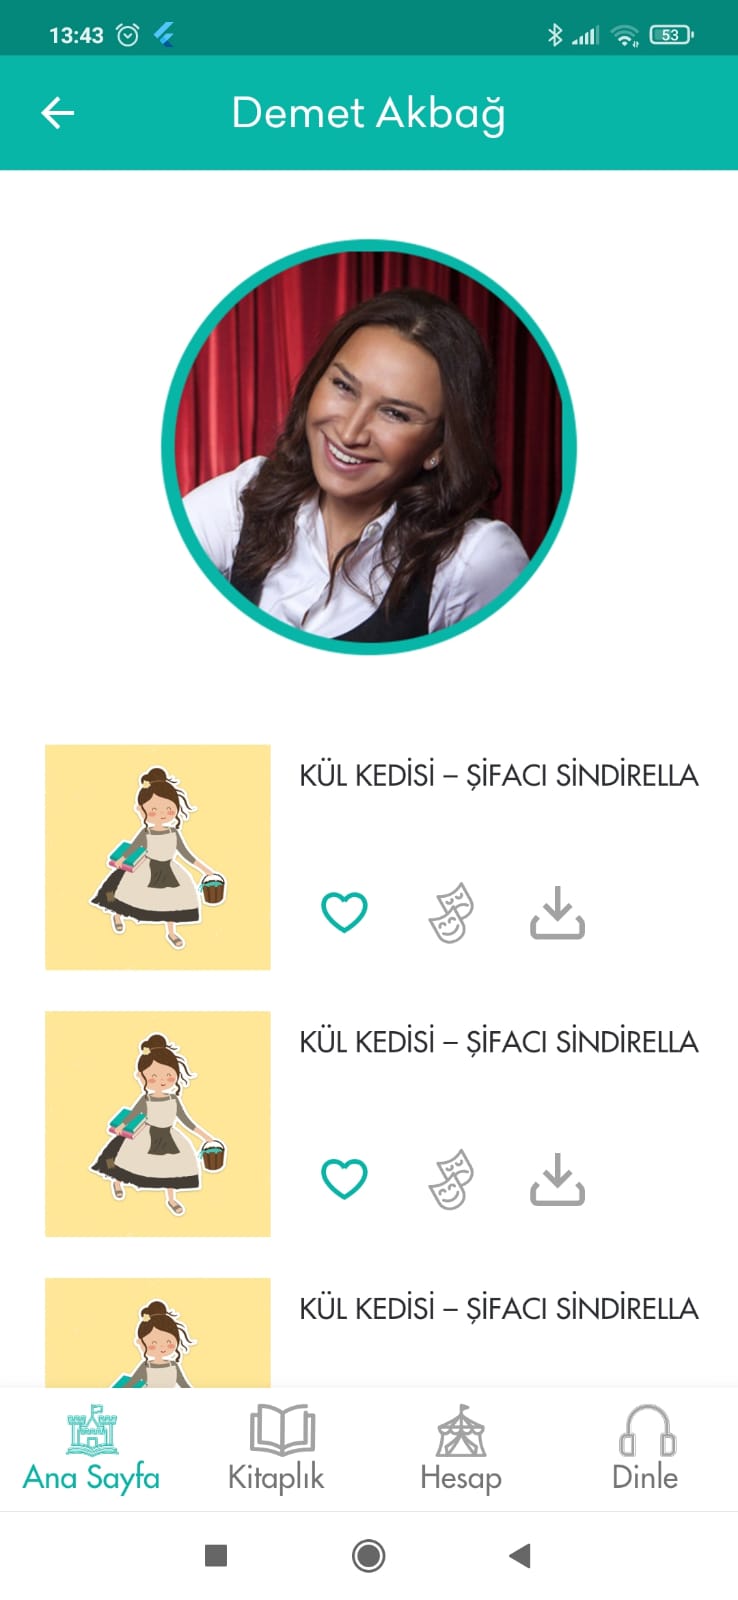 13:43
53
Demet Akbağ
KÜL KEDİSİ – ŞİFACI SİNDİRELLA
KÜL KEDİSİ – ŞİFACI SİNDİRELLA
KÜL KEDİSİ – ŞİFACI SİNDİRELLA
Ana Sayfa Kitaplık Hesap Dinle